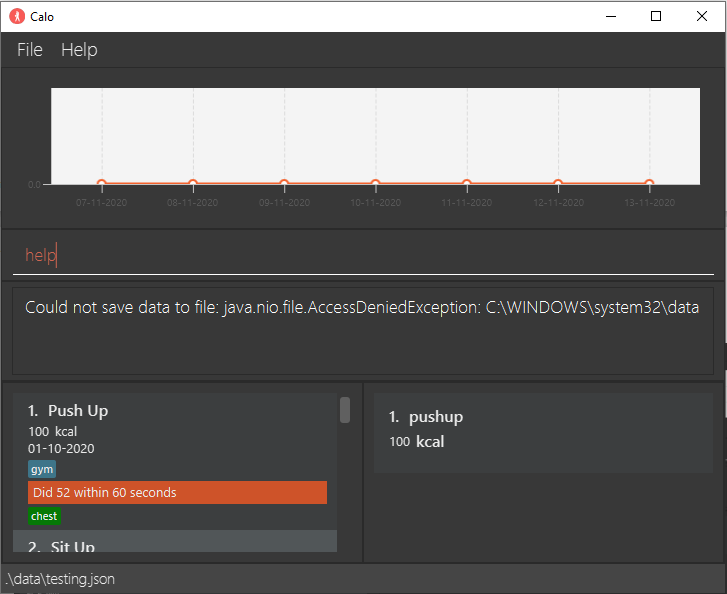 Calo
File Help
0.0
07-11-2020 08-11-2020 09-11-2020 10-11-2020 11-11-2020 12-11-2020 13-11-2020
help
Could not save data to file: java.nio.file.AccessDeniedException: C:\WINDOWS\system32\data
1. Push Up
100 kcal
01-10-2020
gym
Did 52 within 60 seconds
chest
2. Sit Up
1. pushup
100 kcal
.\data\testing.json